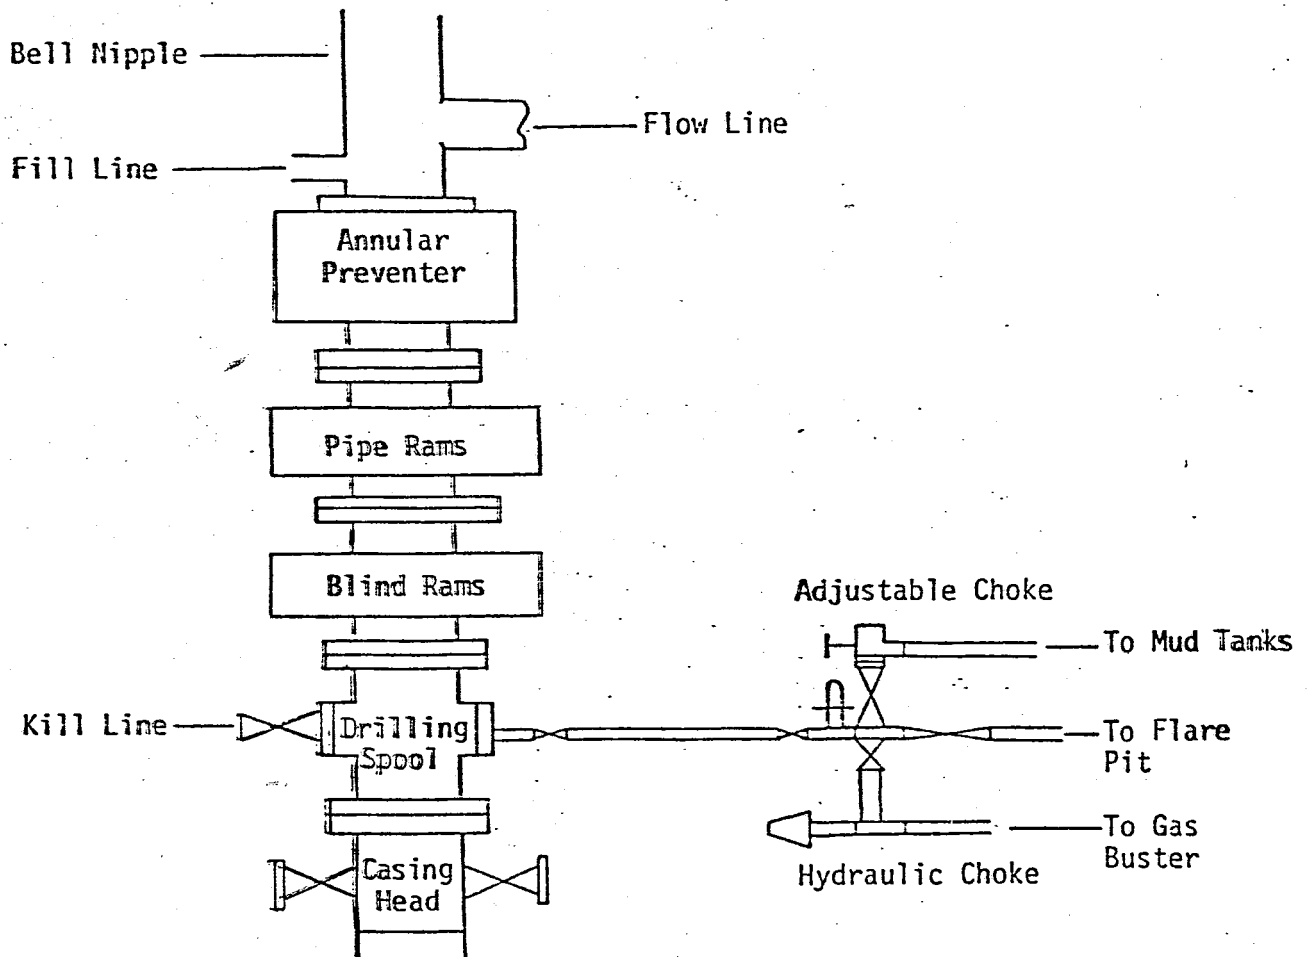 Bell Nipple
Flow Line
Fill Line
Annular
Preventer
Pipe Rams
Blind Rams
Adjustable Choke
To Mud Tanks
Kill Line
Drilling
Spool
To Flare
Pit
To Gas
Buster
Hydraulic Choke
Casing
Head